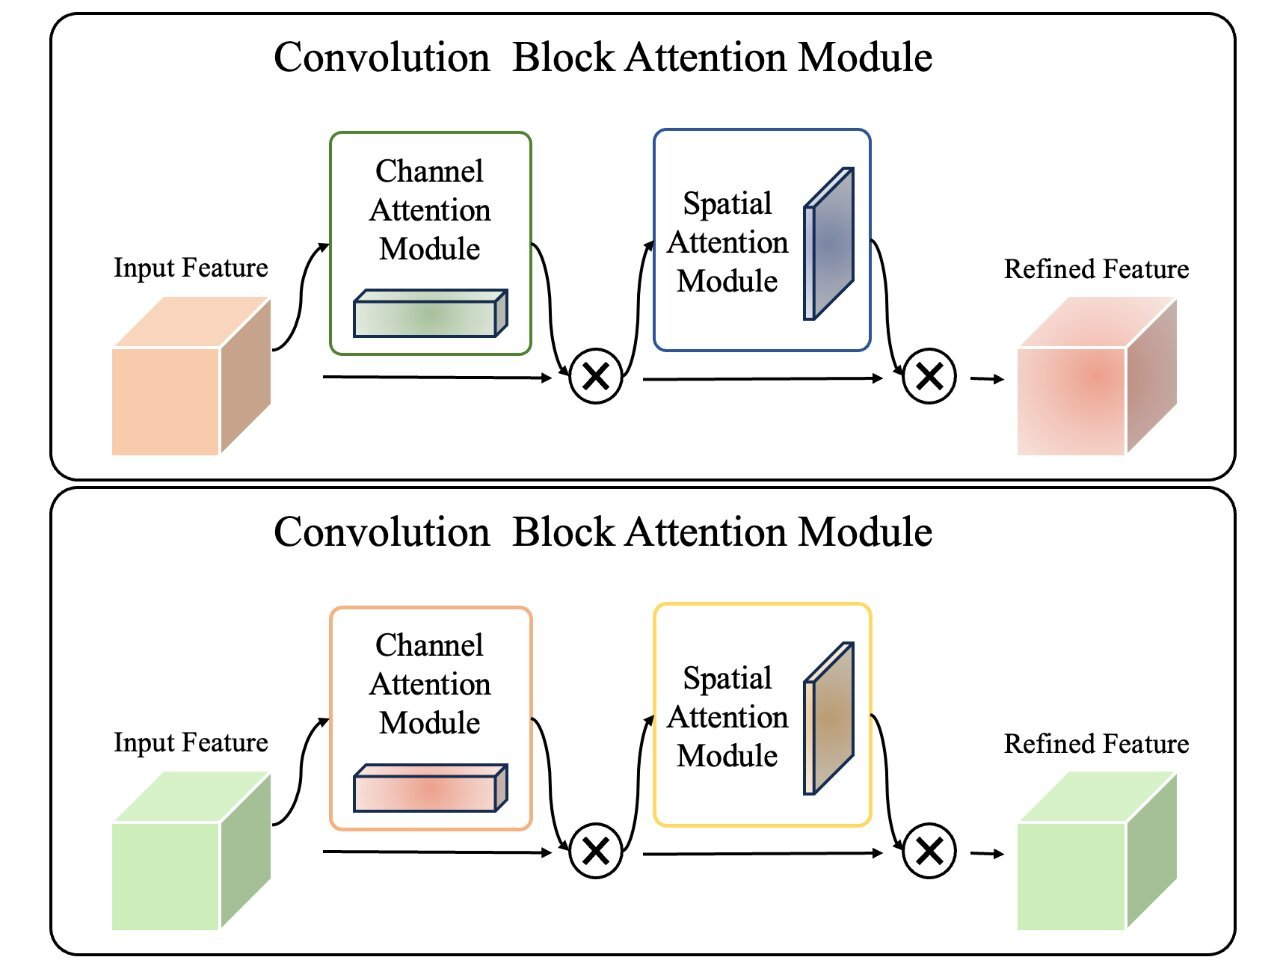 Convolution Block Attention Module
Channel
Attention
Module
Spatial
Attention
Module
Input Feature
Refined Feature
Convolution Block Attention Module
Channel
Attention
Module
Spatial
Attention
Module
Input Feature
Refined Feature